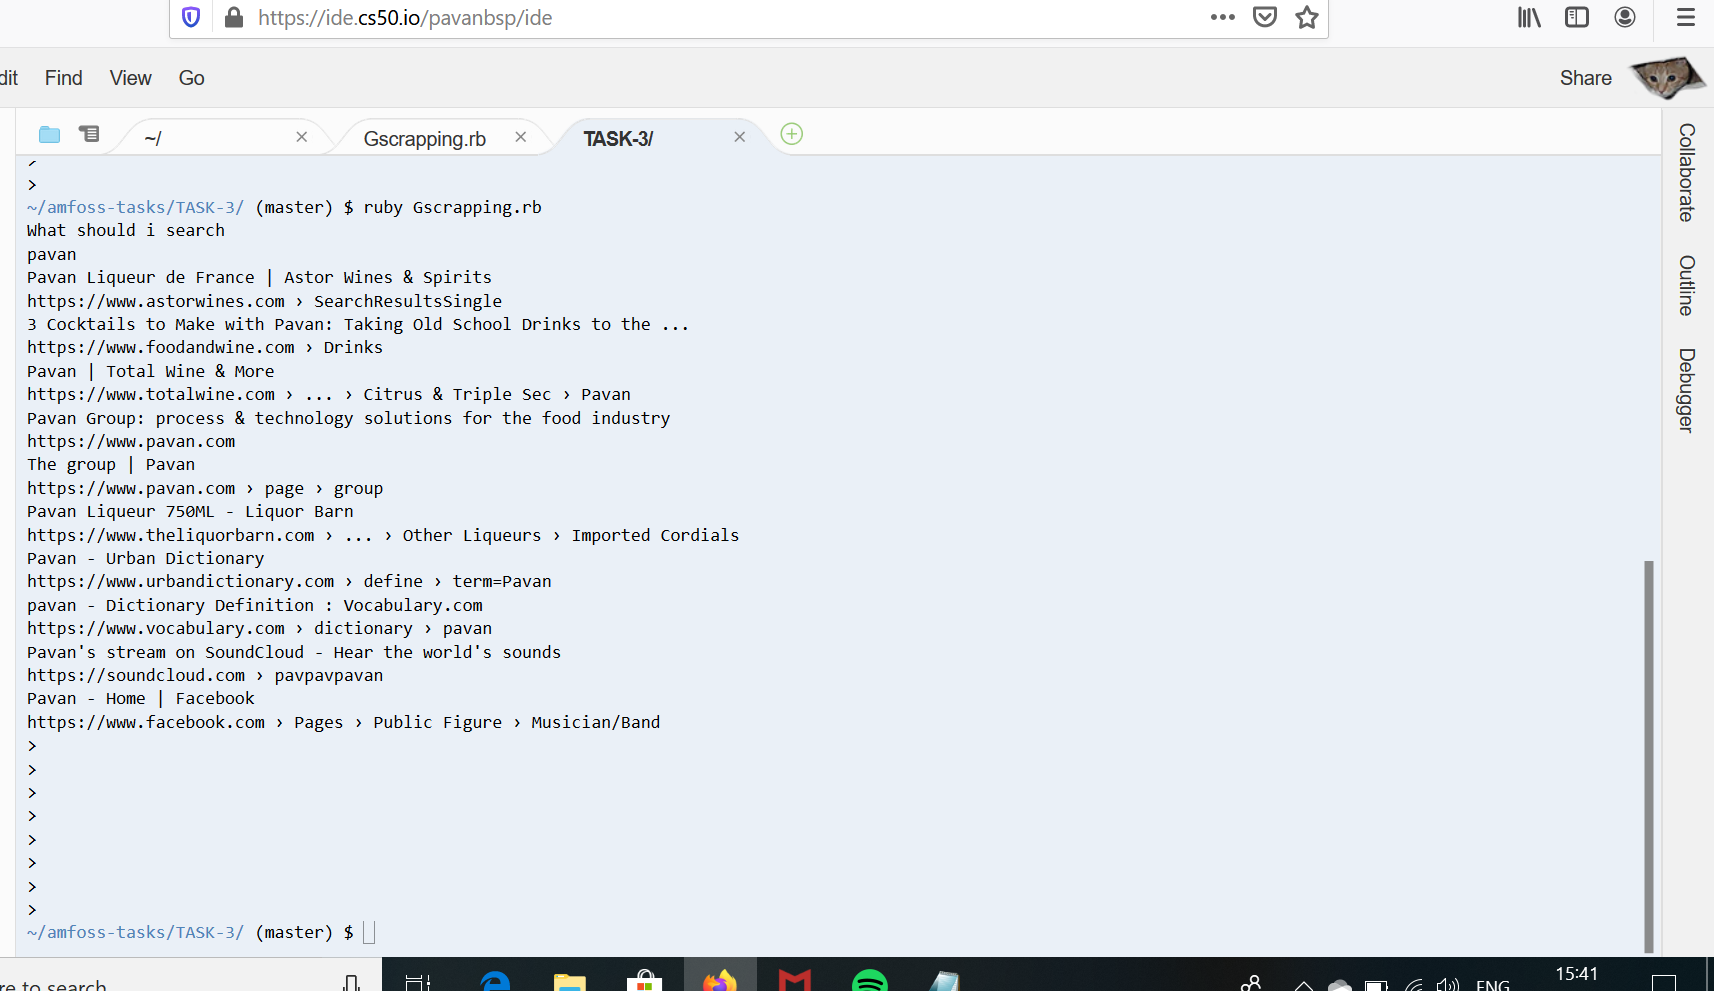 https://ide.cs50.io/pavanbsp/ide
dit Find View Go
Share
~/ Gscrapping.rb TASK-3/
Collaborate
Outline
Debugger
>
~/amfoss-tasks/TASK-3/ (master) $ ruby Gscrapping.rb
What should i search
pavan
Pavan Liqueur de France | Astor Wines & Spirits
https://www.astorwines.com › SearchResultsSingle
3 Cocktails to Make with Pavan: Taking Old School Drinks to the ...
https://www.foodandwine.com › Drinks
Pavan | Total Wine & More
https://www.totalwine.com › ... › Citrus & Triple Sec › Pavan
Pavan Group: process & technology solutions for the food industry
https://www.pavan.com
The group | Pavan
https://www.pavan.com › page › group
Pavan Liqueur 750ML - Liquor Barn
https://www.theliquorbarn.com › ... › Other Liqueurs › Imported Cordials
Pavan - Urban Dictionary
https://www.urbandictionary.com › define › term=Pavan
pavan - Dictionary Definition : Vocabulary.com
https://www.vocabulary.com › dictionary › pavan
Pavan's stream on SoundCloud - Hear the world's sounds
https://soundcloud.com › pavpavpavan
Pavan - Home | Facebook
https://www.facebook.com › Pages › Public Figure › Musician/Band
>
>
>
>
>
>
>
>
~/amfoss-tasks/TASK-3/ (master) $
re to search
ENG
15:41